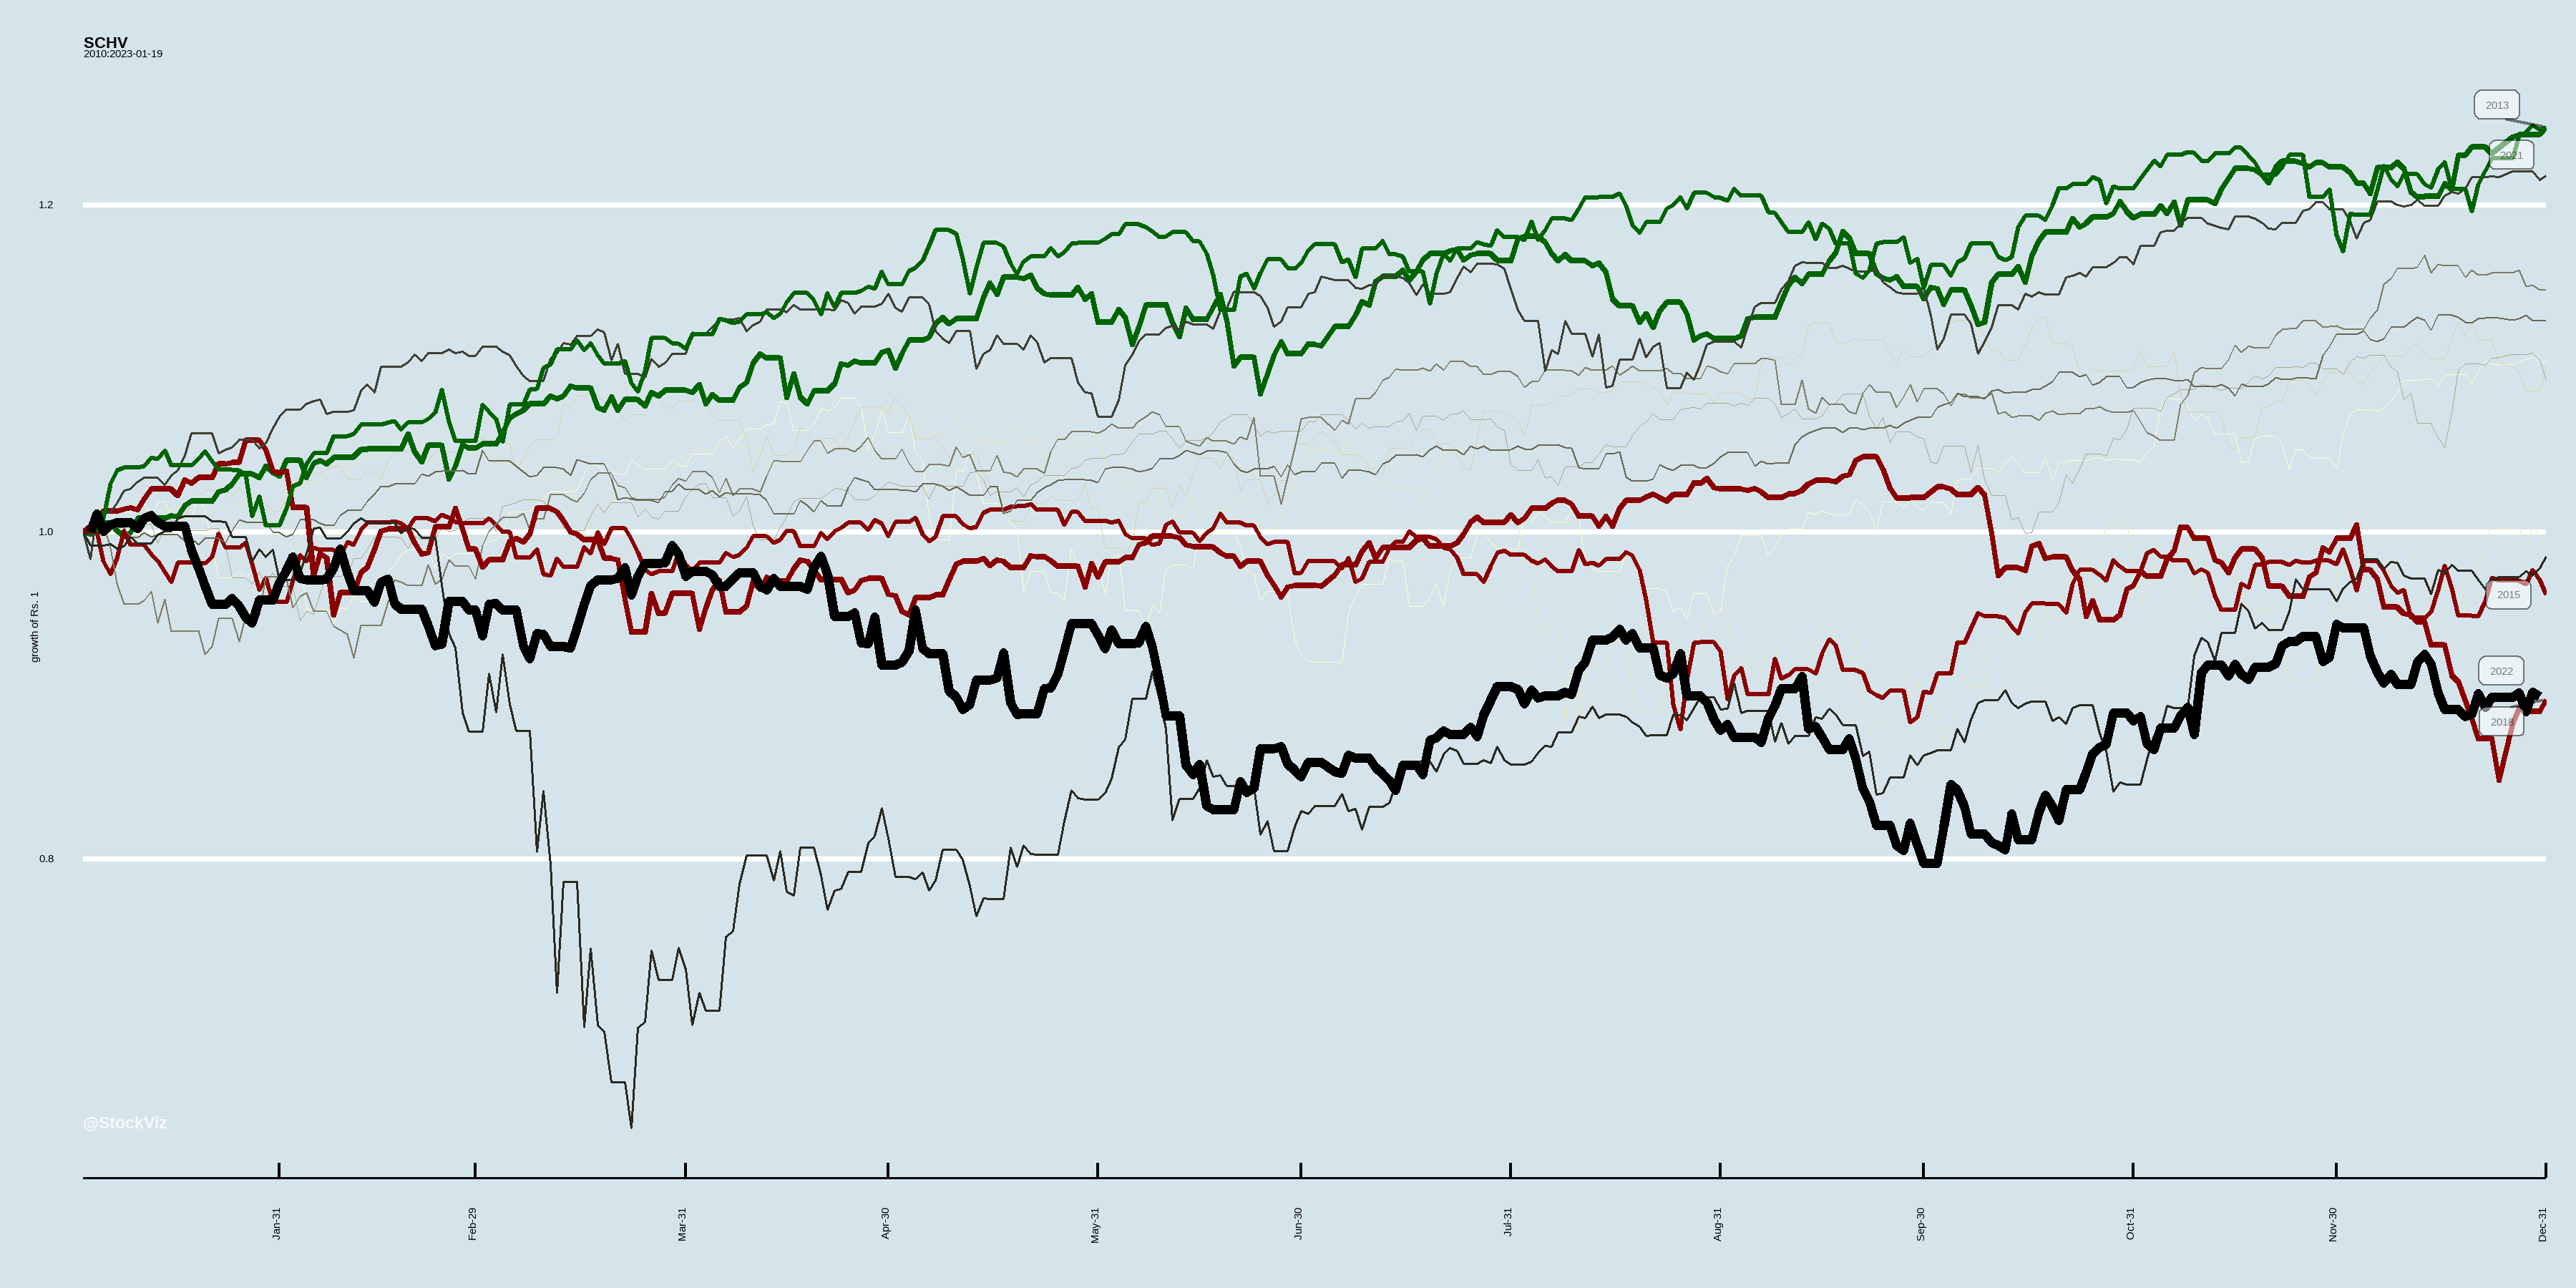 SCHV
2010:2023-01-19
2013
2021
1.2
1.0
growth of Rs. 1
2015
2022
2018
0.8
@StockViz
Jan-31
Feb-29
Mar-31
Apr-30
May-31
Jun-30
Jul-31
Aug-31
Sep-30
Oct-31
Nov-30
Dec-31